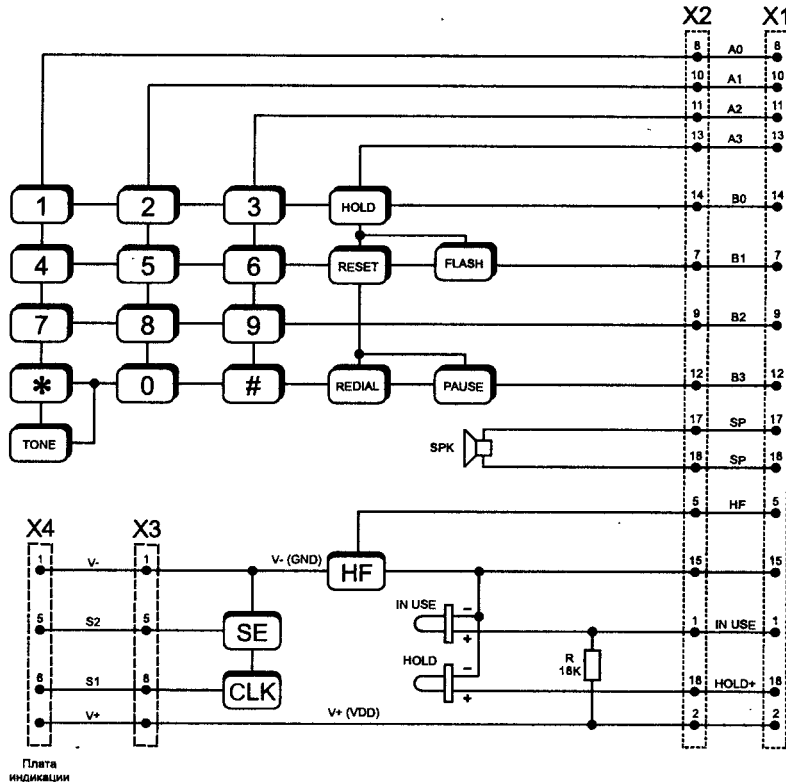 X2 X1
8 A0 8
10 A1 10
11 A2 11
13 A3 13
1 2 3 HOLD 14 B0 14
4 5 6 RESET FLASH 7 B1 7
7 8 9 9 B2 9
* 0 # REDIAL PAUSE 12 B3 12
TONE
SPK 17 SP 17
18 SP 18
5 HF 5
X4 X3
1 V- 1 V- (GND) HF 15 15
IN USE − +
5 S2 5 SE 1 IN USE 1
HOLD − +
R
18K
6 S1 6 CLK 18 HOLD+ 18
V+ V+ (VDD) 2 2
Плата
индикации